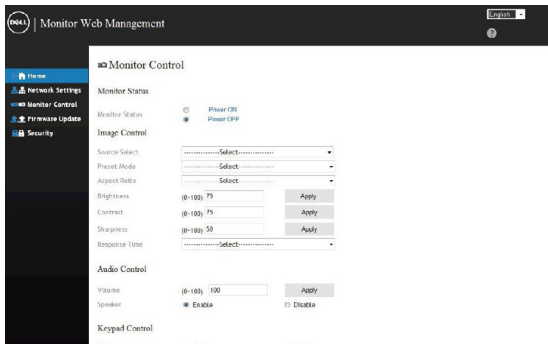 DELL Monitor Web Management
English
?
Home
Network Settings
Monitor Control
Firmware Update
Security
Monitor Control
Monitor Status
Monitor Status Power ON
Power OFF
Image Control
Source Select ---------------Select---------------
Preset Mode ---------------Select---------------
Aspect Ratio ---------------Select---------------
Brightness (0~100) 75 Apply
Contrast (0~100) 75 Apply
Sharpness (0~100) 50 Apply
Response Time ---------------Select---------------
Audio Control
Volume (0~100) 100 Apply
Speaker Enable Disable
Keypad Control